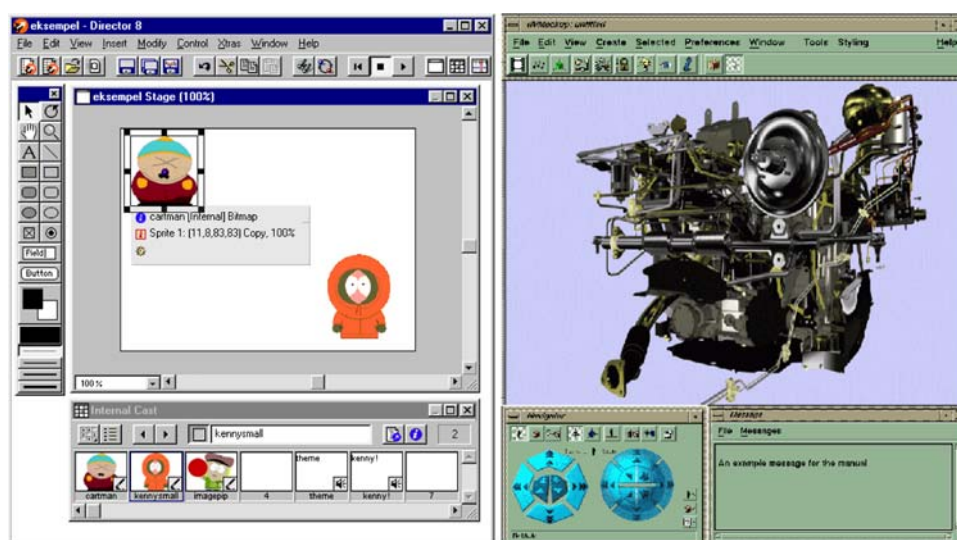 eksempel - Director 8
File Edit View Insert Modify Control Xtras Window Help
eksempel Stage (100%)
cartman [Internal] Bitmap
Sprite 1: (11,8,83,83) Copy, 100%
A
Field
Button
100%
Internal Cast
kennysmall
2
theme
kenny!
cartman
kennysmall
imagepip
4
theme
kenny!
7
File Edit View Create Selected Preferences Window Tools Styling Help
Navigator
Message
File Messages
An example message for the manual